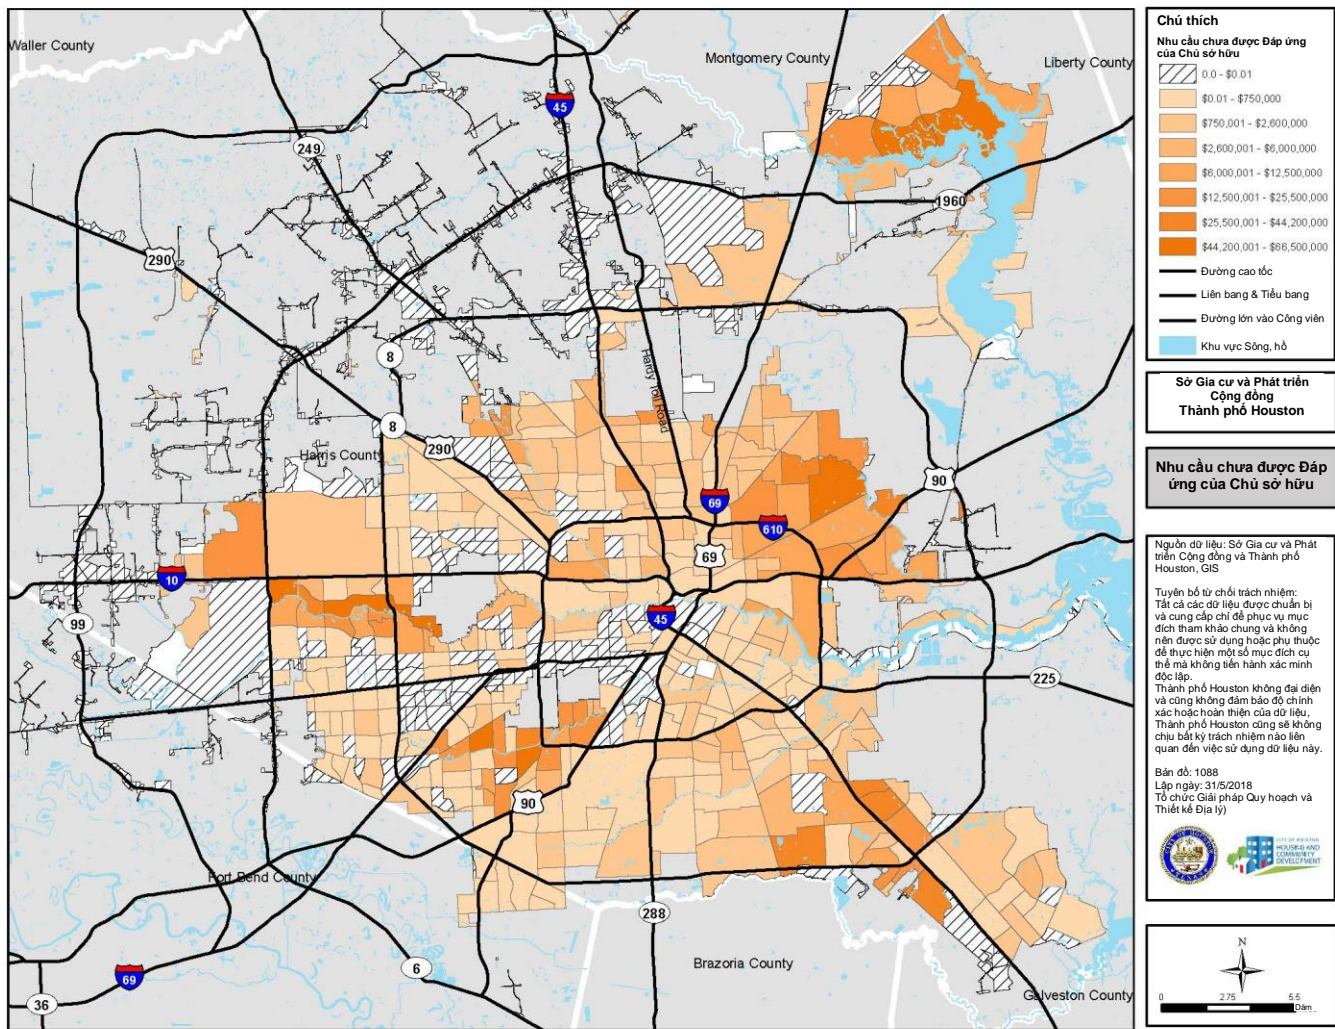 Waller County
Montgomery County
Liberty County
45
249
1960
290
8
Hardy Toll Road
8
290
Harris County
90
69
610
69
10
99
45
225
90
Fort Bend County
288
Brazoria County
6
69
36
Galveston County
Chú thích
Nhu cầu chưa được Đáp ứng
của Chủ sở hữu
0.0 - $0.01
$0.01 - $750,000
$750,001 - $2,600,000
$2,600,001 - $6,000,000
$6,000,001 - $12,500,000
$12,500,001 - $25,500,000
$25,500,001 - $44,200,000
$44,200,001 - $66,500,000
Đường cao tốc
Liên bang & Tiểu bang
Đường lớn vào Công viên
Khu vực Sông, hồ
Sở Gia cư và Phát triển
Cộng đồng
Thành phố Houston
Nhu cầu chưa được Đáp
ứng của Chủ sở hữu
Nguồn dữ liệu: Sở Gia cư và Phát
triển Cộng đồng và Thành phố
Houston, GIS
Tuyên bố từ chối trách nhiệm:
Tất cả các dữ liệu được chuẩn bị
và cung cấp chỉ để phục vụ mục
đích tham khảo chung và không
nên được sử dụng hoặc phụ thuộc
để thực hiện một số mục đích cụ
thể mà không tiến hành xác minh
độc lập.
Thành phố Houston không đại diện
và cũng không đảm bảo độ chính
xác hoặc hoàn thiện của dữ liệu,
Thành phố Houston cũng sẽ không
chịu bất kỳ trách nhiệm nào liên
quan đến việc sử dụng dữ liệu này.
Bản đồ: 1088
Lập ngày: 31/5/2018
Tổ chức Giải pháp Quy hoạch và
Thiết kế Địa lý)
CITY OF HOUSTON
HOUSING AND
COMMUNITY
DEVELOPMENT
N
0 2.75 5.5
Dặm